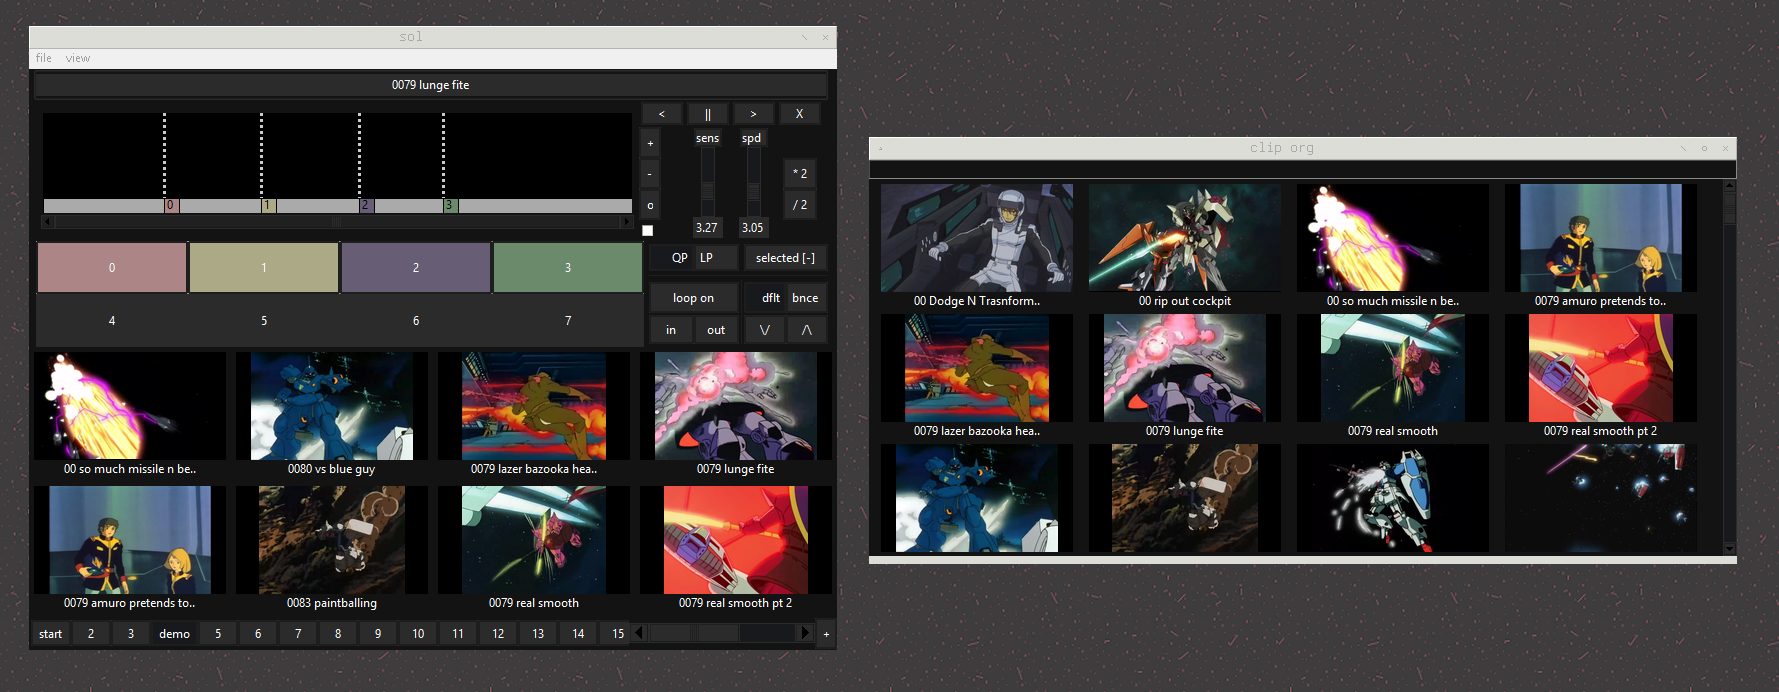 sol
file view
0079 lunge fite
< || > X
sens spd
+
-
o
* 2
/ 2
3.27 3.05
0 1 2 3
0 1 2 3
4 5 6 7
QP LP selected [-]
loop on dflt bnce
in out \/ /\
00 so much missile n be.. 0080 vs blue guy 0079 lazer bazooka hea.. 0079 lunge fite
0079 amuro pretends to.. 0083 paintballing 0079 real smooth 0079 real smooth pt 2
start 2 3 demo 5 6 7 8 9 10 11 12 13 14 15 +
clip org
00 Dodge N Trasnform.. 00 rip out cockpit 00 so much missile n be.. 0079 amuro pretends to..
0079 lazer bazooka hea.. 0079 lunge fite 0079 real smooth 0079 real smooth pt 2